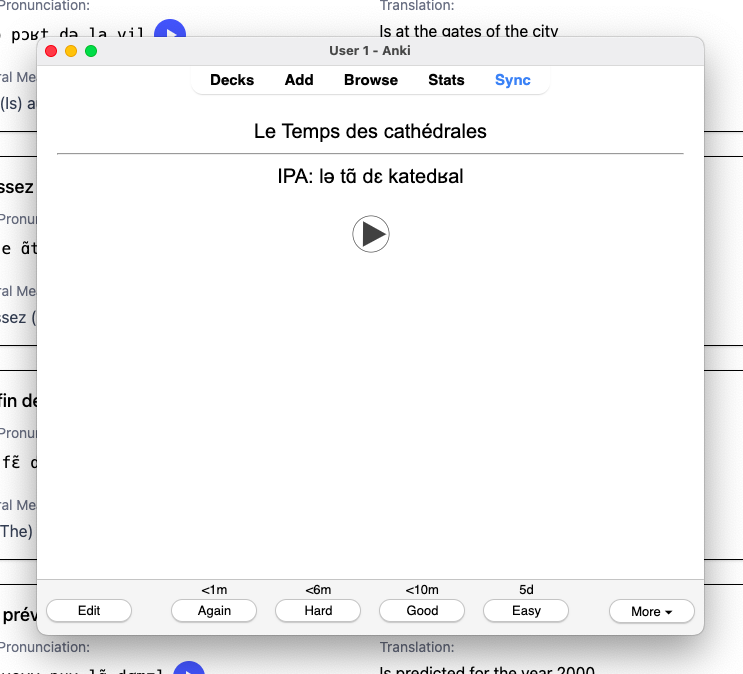 Pronunciation:
Translation:
pɔʁt də la vil
Is at the gates of the city
User 1 - Anki
Decks Add Browse Stats Sync
Le Temps des cathédrales
IPA: lə tɑ̃ dɛ katedʁal
ral Me
(Is) a
ssez
Pronu
e ɑ̃t
ral Me
ssez (
fin de
Pronu
fɛ̃ d
ral Me
(The)
<1m <6m <10m 5d
Edit Again Hard Good Easy More
prév
Pronunciation:
Translation:
Is predicted for the year 2000